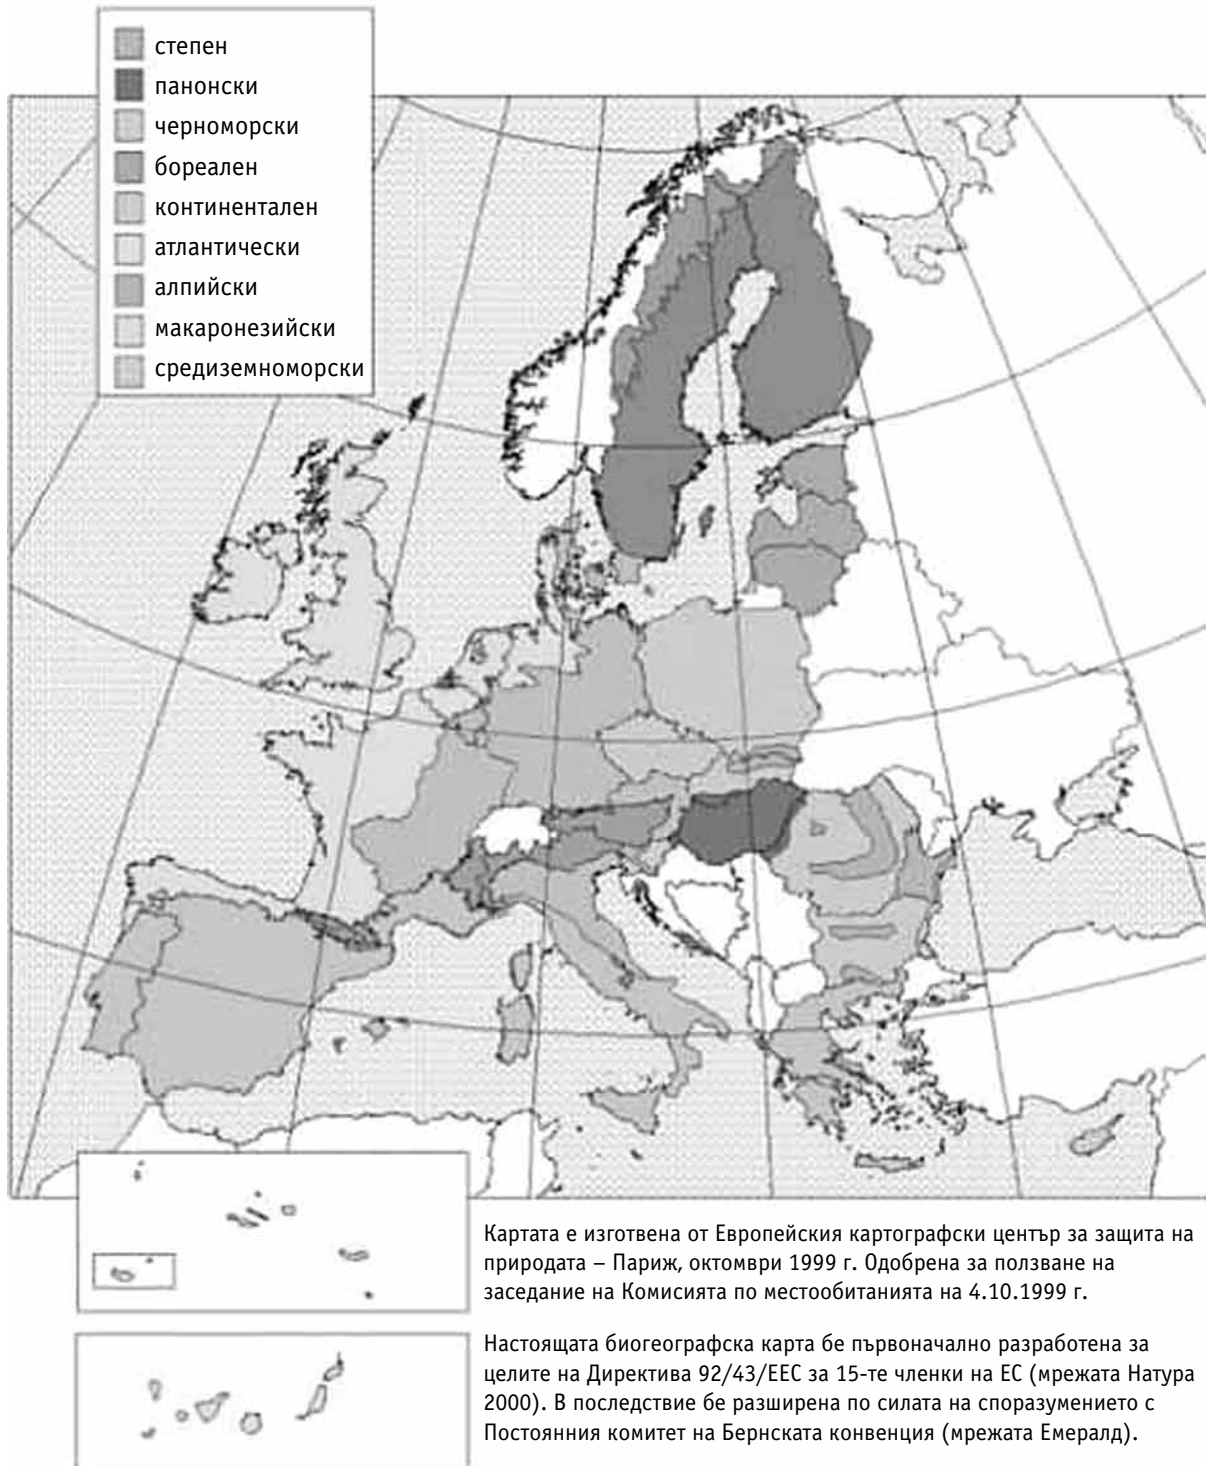 степен
панонски
черноморски
бореален
континентален
атлантически
алпийски
макаронезийски
средиземноморски
Картата е изготвена от Европейския картографски център за защита на
природата – Париж, октомври 1999 г. Одобрена за ползване на
заседание на Комисията по местообитанията на 4.10.1999 г.
Настоящата биогеографска карта бе първоначално разработена за
целите на Директива 92/43/ЕЕС за 15-те членки на ЕС (мрежата Натура
2000). В последствие бе разширена по силата на споразумението с
Постоянния комитет на Бернската конвенция (мрежата Емералд).